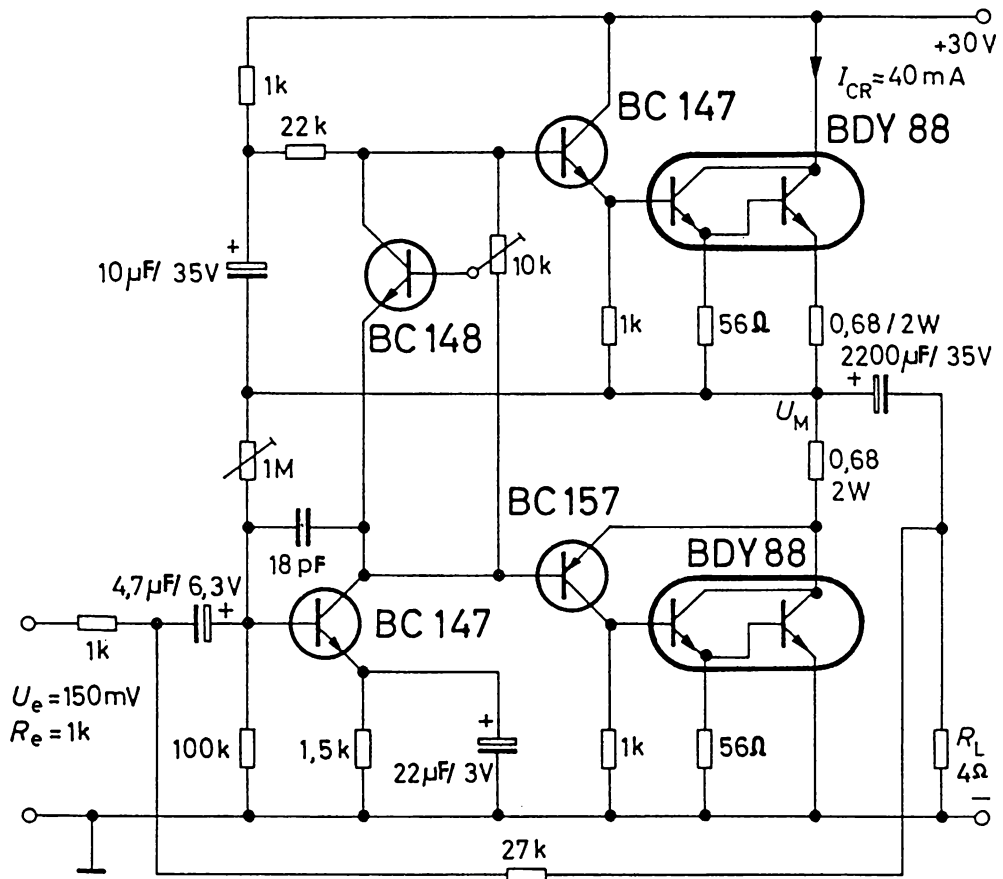 +30V
1k
I_CR=40mA
BC 147
22k
BDY 88
+
10µF/ 35V
10k
BC 148
1k
56Ω
0,68/2W
2200µF/ 35V
+
U_M
1M
0,68
2W
BC 157
18pF
BDY 88
4,7µF/ 6,3V
+
BC 147
1k
U_e=150mV
R_e=1k
+
100k
1,5k
22µF/ 3V
1k
56Ω
R_L
4Ω
−
27k